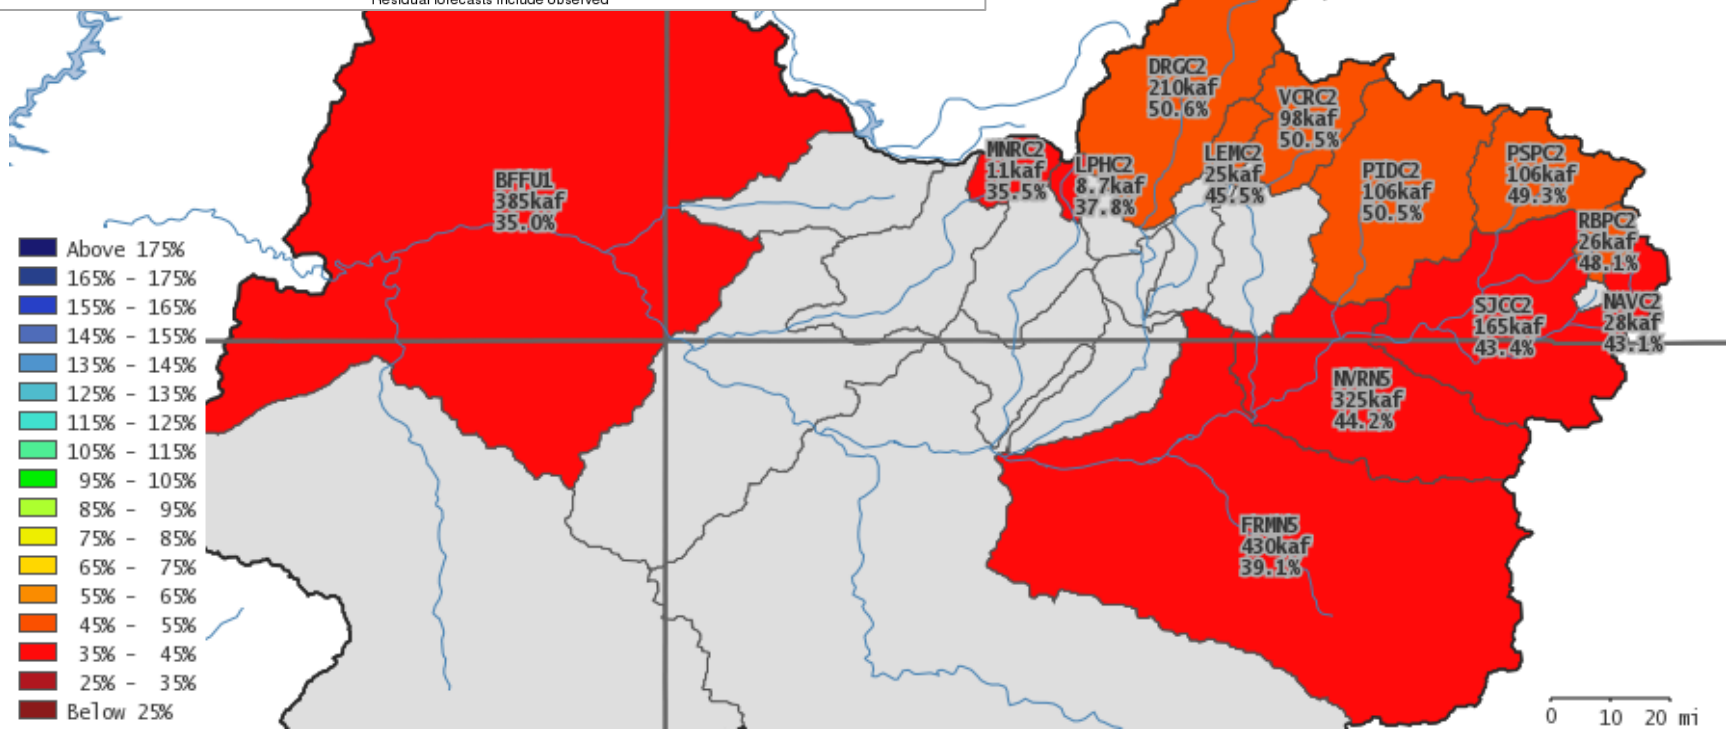 Residual forecasts include observed
DRGC2
210kaf
50.6%
VCRC2
98kaf
50.5%
MNRC2
11kaf
35.5%
LPHC2
8.7kaf
37.8%
LEMC2
25kaf
45.5%
PIDC2
106kaf
50.5%
PSPC2
106kaf
49.3%
BFFU1
385kaf
35.0%
RBPC2
26kaf
48.1%
SJCC2
165kaf
43.4%
NAVC2
28kaf
43.1%
NVRN5
325kaf
44.2%
FRMN5
430kaf
39.1%
Above 175%
165% - 175%
155% - 165%
145% - 155%
135% - 145%
125% - 135%
115% - 125%
105% - 115%
95% - 105%
85% - 95%
75% - 85%
65% - 75%
55% - 65%
45% - 55%
35% - 45%
25% - 35%
Below 25%
0 10 20 mi